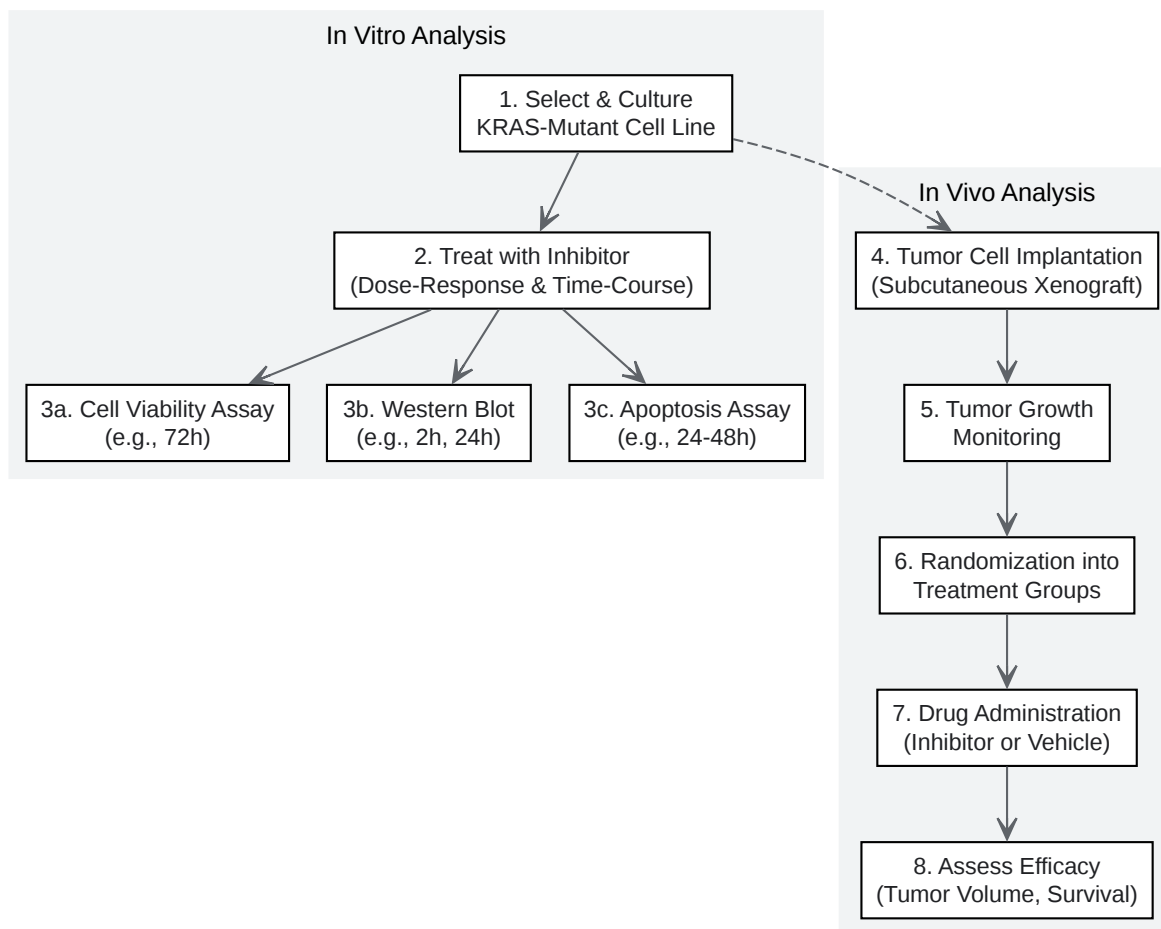 In Vitro Analysis
1. Select & Culture
KRAS-Mutant Cell Line
2. Treat with Inhibitor
(Dose-Response & Time-Course)
3a. Cell Viability Assay
(e.g., 72h)
3b. Western Blot
(e.g., 2h, 24h)
3c. Apoptosis Assay
(e.g., 24-48h)
In Vivo Analysis
4. Tumor Cell Implantation
(Subcutaneous Xenograft)
5. Tumor Growth
Monitoring
6. Randomization into
Treatment Groups
7. Drug Administration
(Inhibitor or Vehicle)
8. Assess Efficacy
(Tumor Volume, Survival)